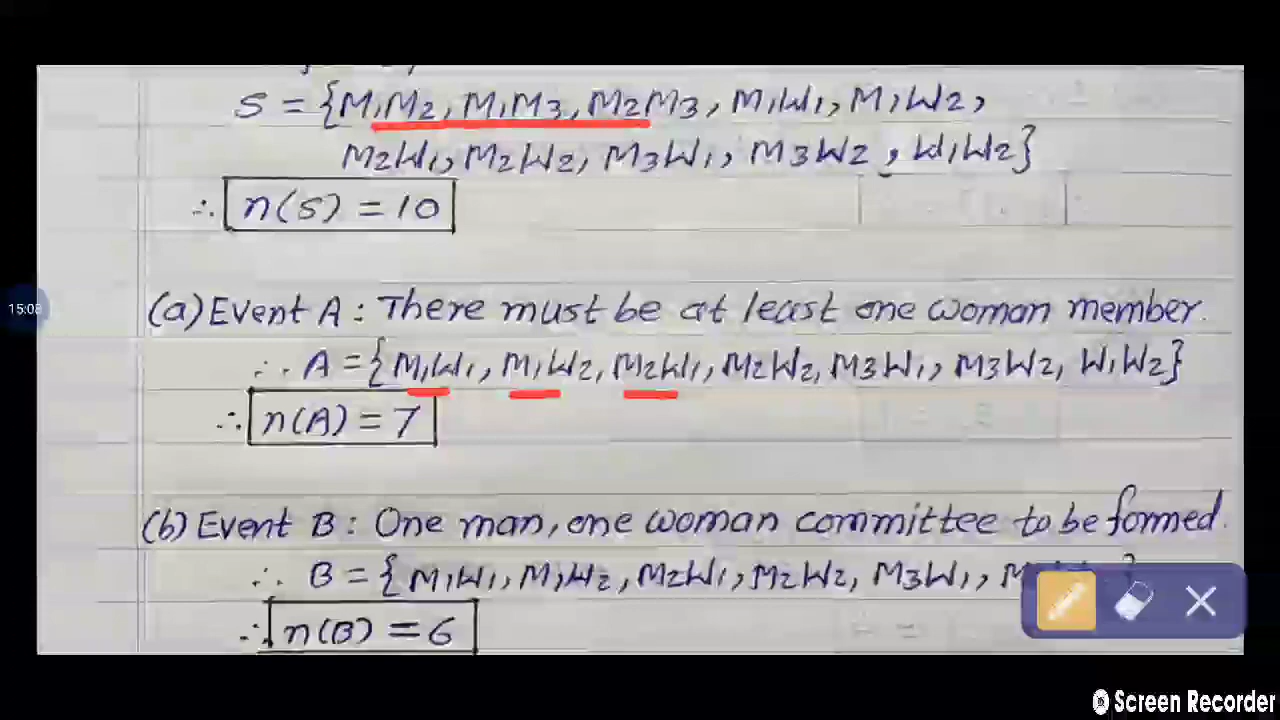 S = {M1M2, M1M3, M2M3, M1W1, M1W2,
M2W1, M2W2, M3W1, M3W2, W1W2}
∴ n(S) = 10
15:08
(a) Event A : There must be at least one woman member.
∴ A = {M1W1, M1W2, M2W1, M2W2, M3W1, M3W2, W1W2}
∴ n(A) = 7
(b) Event B : One man, one woman committee to be formed.
∴ B = {M1W1, M1W2, M2W1, M2W2, M3W1,
∴ n(B) = 6
Screen Recorder